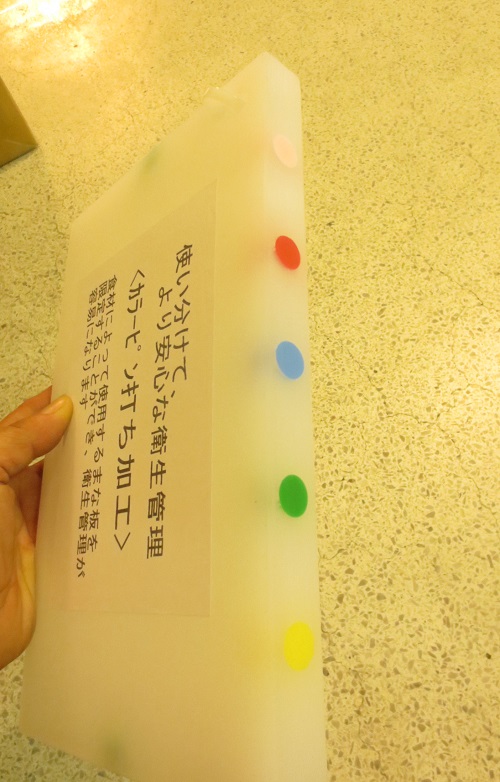 使い分けて、
より安心な衛生管理
〈ｶﾗｰﾋﾟﾝ打ち加工〉
食材によって使用するまな板を
限定することができ、衛生管理が
容易になります